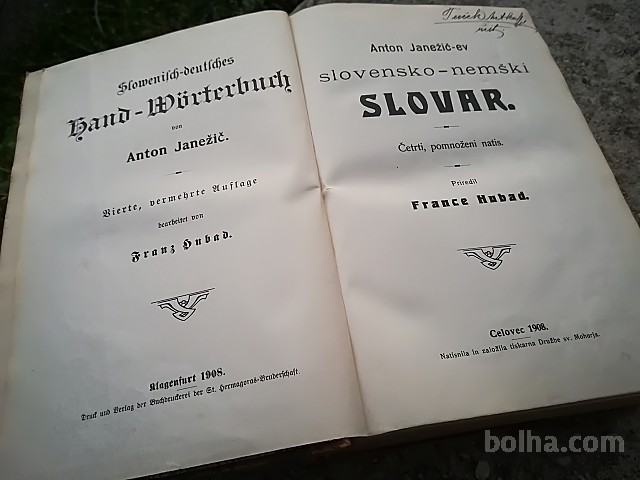 Slowenisch-deutsches
Hand-Wörterbuch
von
Anton Janežič.
Vierte, vermehrte Auflage
bearbeitet von
Franz Hubad.
Klagenfurt 1908.
Druck und Verlag der Buchdruckerei der St. Hermagoras-Bruderschaft.
Anton Janežič-ev
slovensko-nemški
SLOVAR.
Četrti, pomnoženi natis.
Priredil
France Hubad.
Celovec 1908.
Natisnila in založila tiskarna Družbe sv. Mohorja.
bolha.com